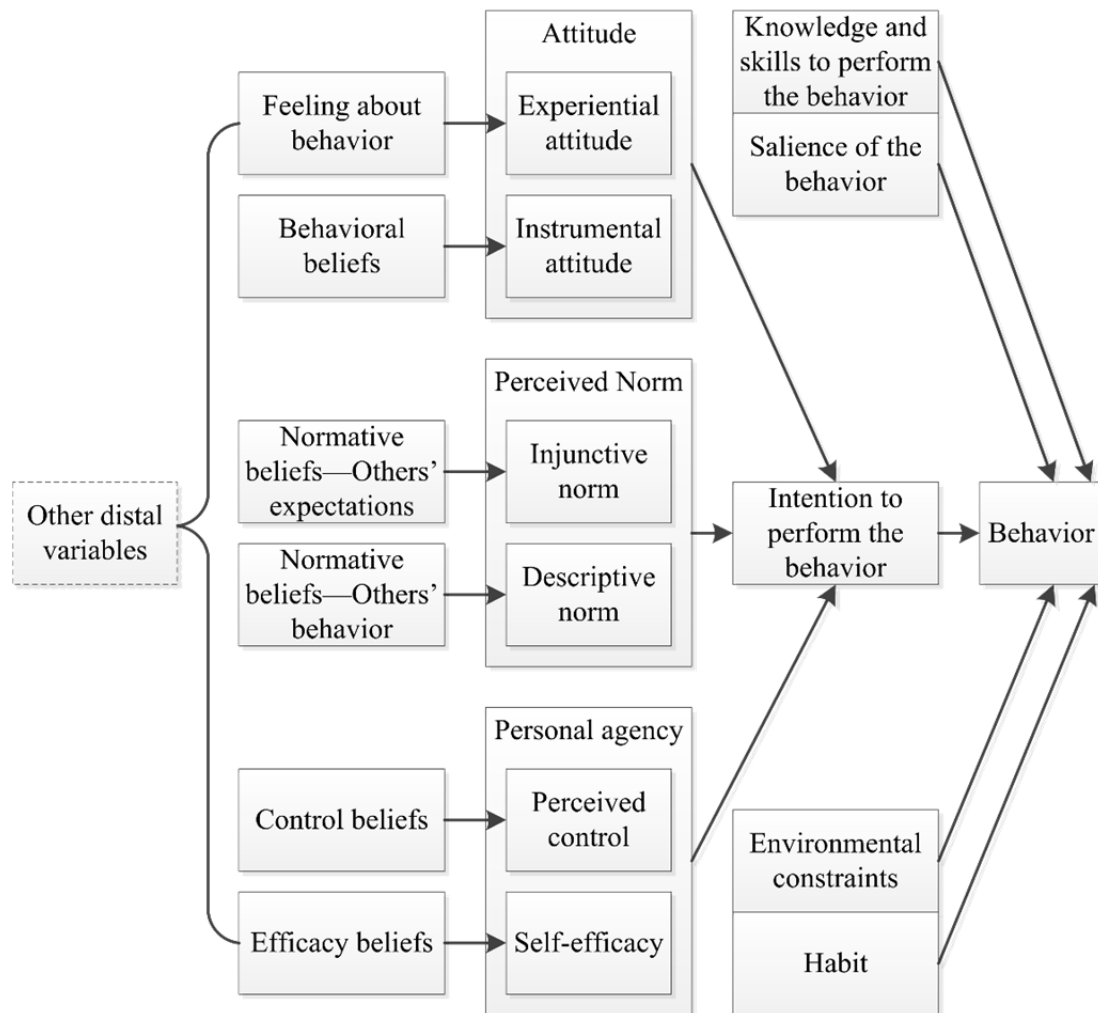 Other distal
variables
Feeling about
behavior
Behavioral
beliefs
Normative
beliefs—Others’
expectations
Normative
beliefs—Others’
behavior
Control beliefs
Efficacy beliefs
Attitude
Experiential
attitude
Instrumental
attitude
Perceived Norm
Injunctive
norm
Descriptive
norm
Personal agency
Perceived
control
Self-efficacy
Knowledge and
skills to perform
the behavior
Salience of the
behavior
Intention to
perform the
behavior
Environmental
constraints
Habit
Behavior